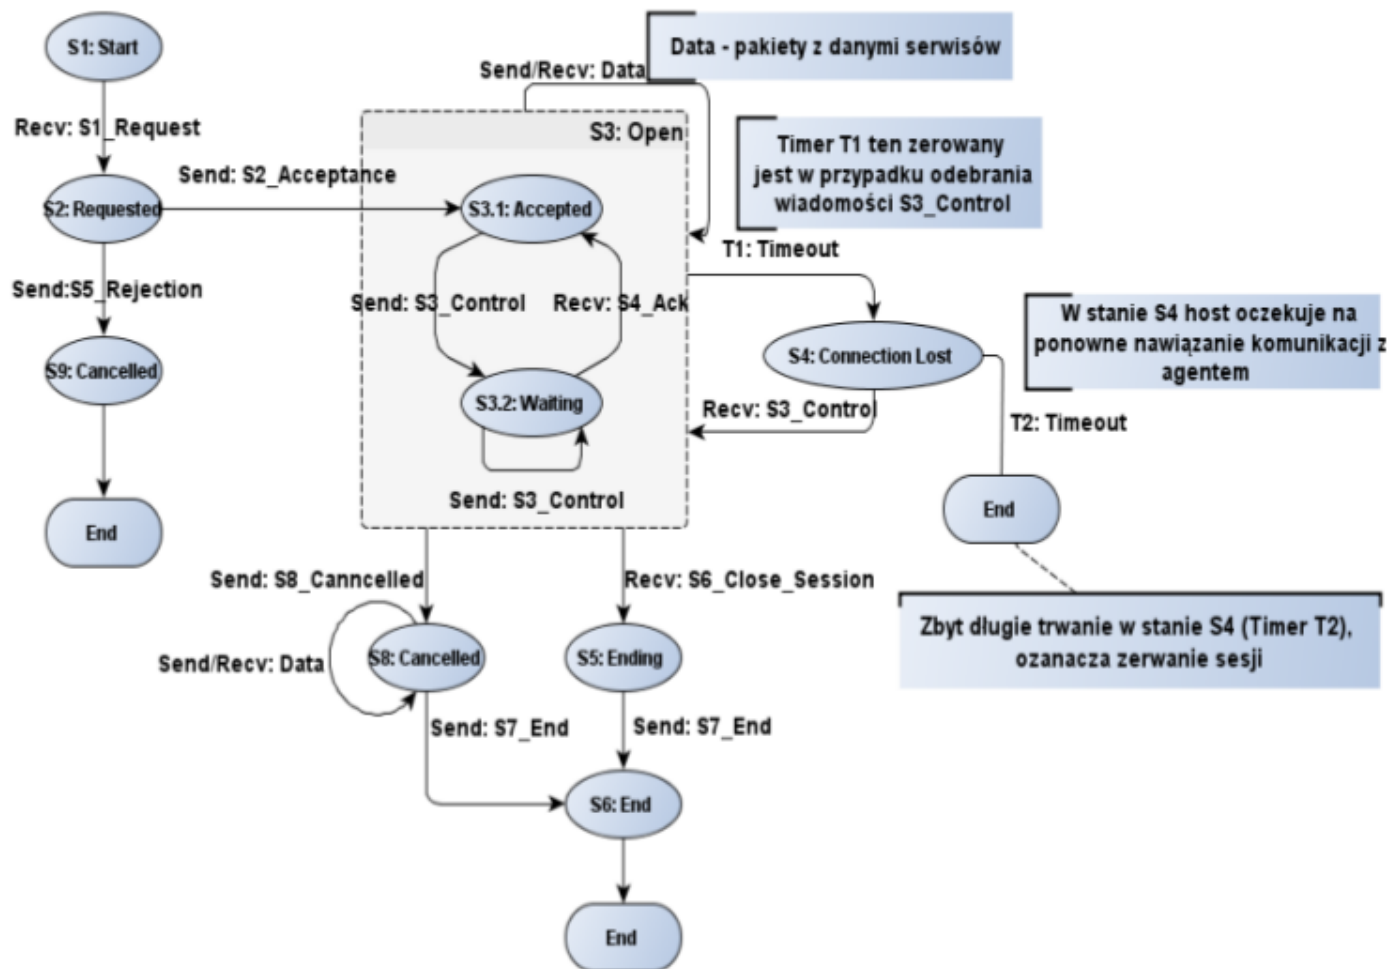 S1: Start
Data - pakiety z danymi serwisów
Send/Recv: Data
Recv: S1_Request
S3: Open
Timer T1 ten zerowany
jest w przypadku odebrania
wiadomości S3_Control
Send: S2_Acceptance
S2: Requested
S3.1: Accepted
T1: Timeout
Send:S5_Rejection
Send: S3_Control
Recv: S4_Ack
W stanie S4 host oczekuje na
ponowne nawiązanie komunikacji z
agentem
S4: Connection Lost
S9: Cancelled
S3.2: Waiting
Recv: S3_Control
T2: Timeout
Send: S3_Control
End
End
Send: S8_Canncelled
Recv: S6_Close_Session
Zbyt długie trwanie w stanie S4 (Timer T2),
ozanacza zerwanie sesji
Send/Recv: Data
S8: Cancelled
S5: Ending
Send: S7_End
Send: S7_End
S6: End
End